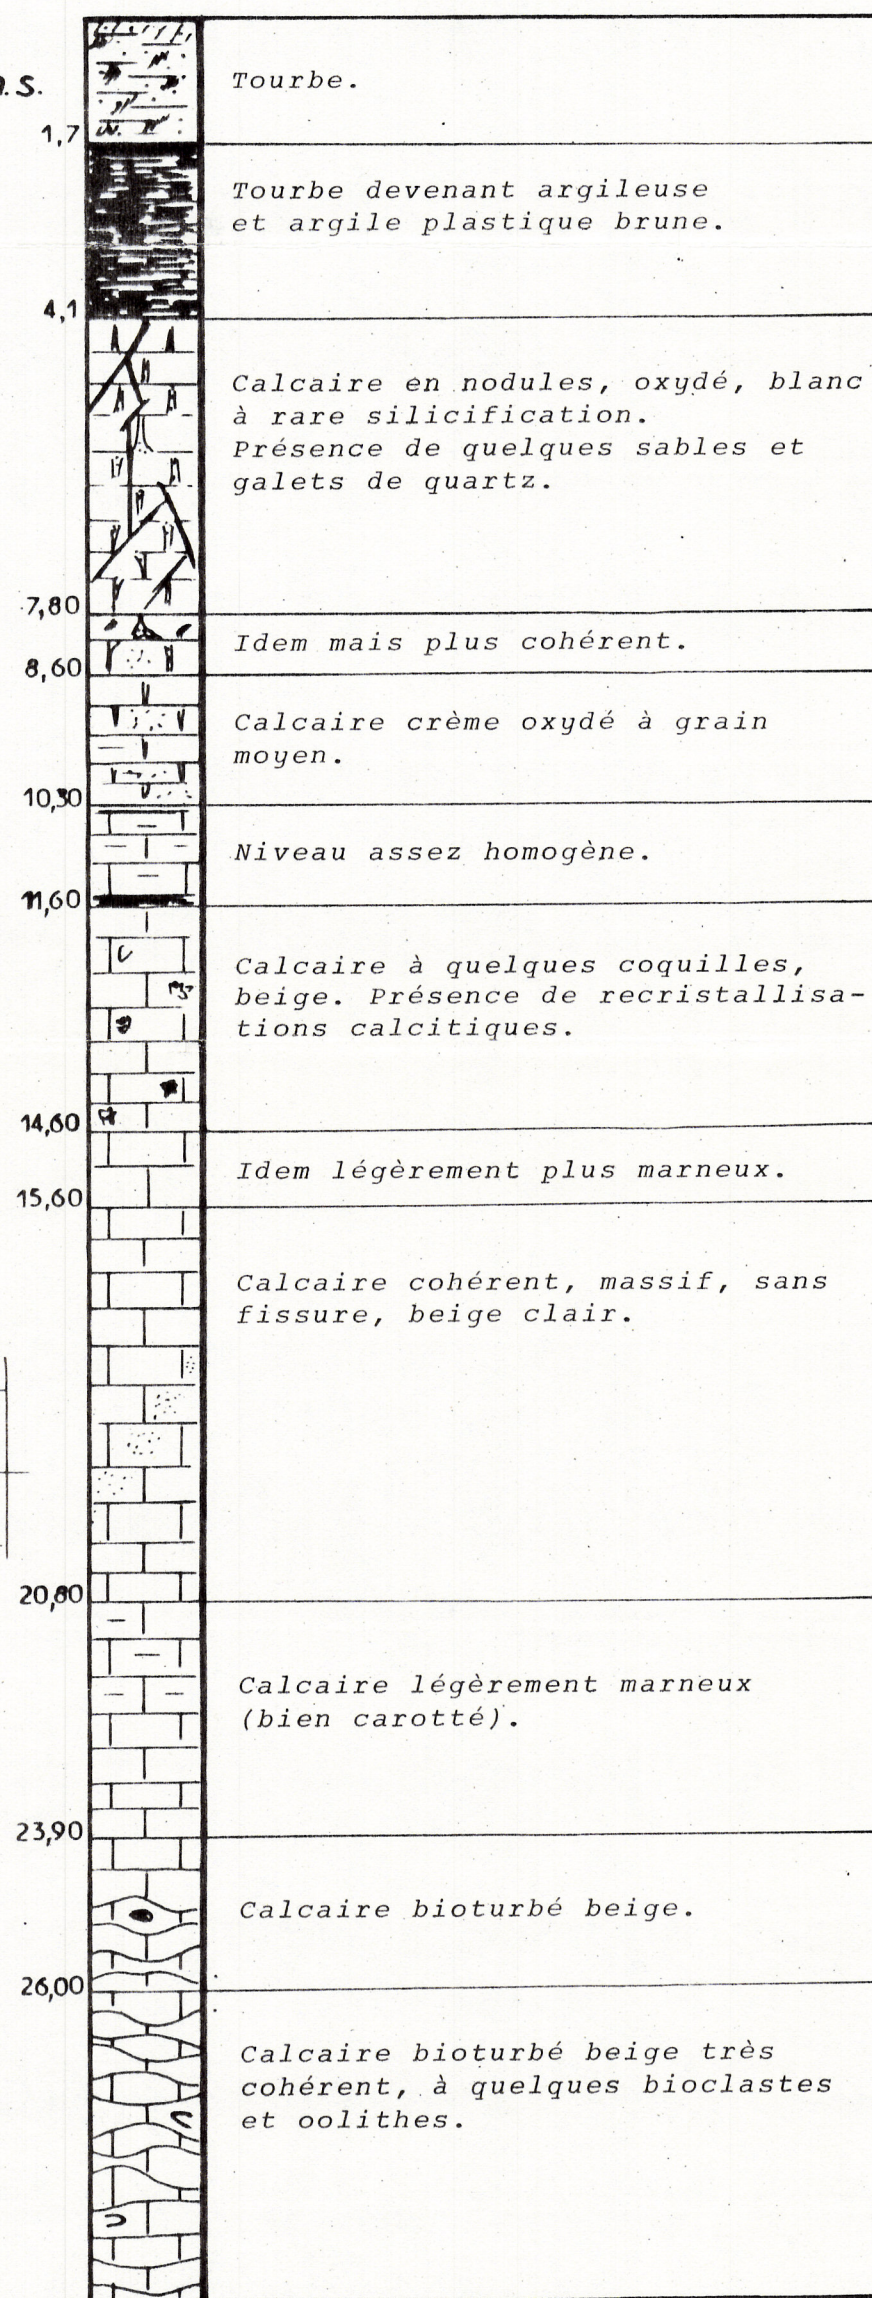 n.s.
Tourbe.
1,7
Tourbe devenant argileuse
et argile plastique brune.
4,1
Calcaire en nodules, oxydé, blanc
à rare silicification.
Présence de quelques sables et
galets de quartz.
7,80
Idem mais plus cohérent.
8,60
Calcaire crème oxydé à grain
moyen.
10,30
Niveau assez homogène.
11,60
Calcaire à quelques coquilles,
beige. Présence de recristallisa-
tions calcitiques.
14,60
Idem légèrement plus marneux.
15,60
Calcaire cohérent, massif, sans
fissure, beige clair.
20,80
Calcaire légèrement marneux
(bien carotté).
23,90
Calcaire bioturbé beige.
26,00
Calcaire bioturbé beige très
cohérent, à quelques bioclastes
et oolithes.